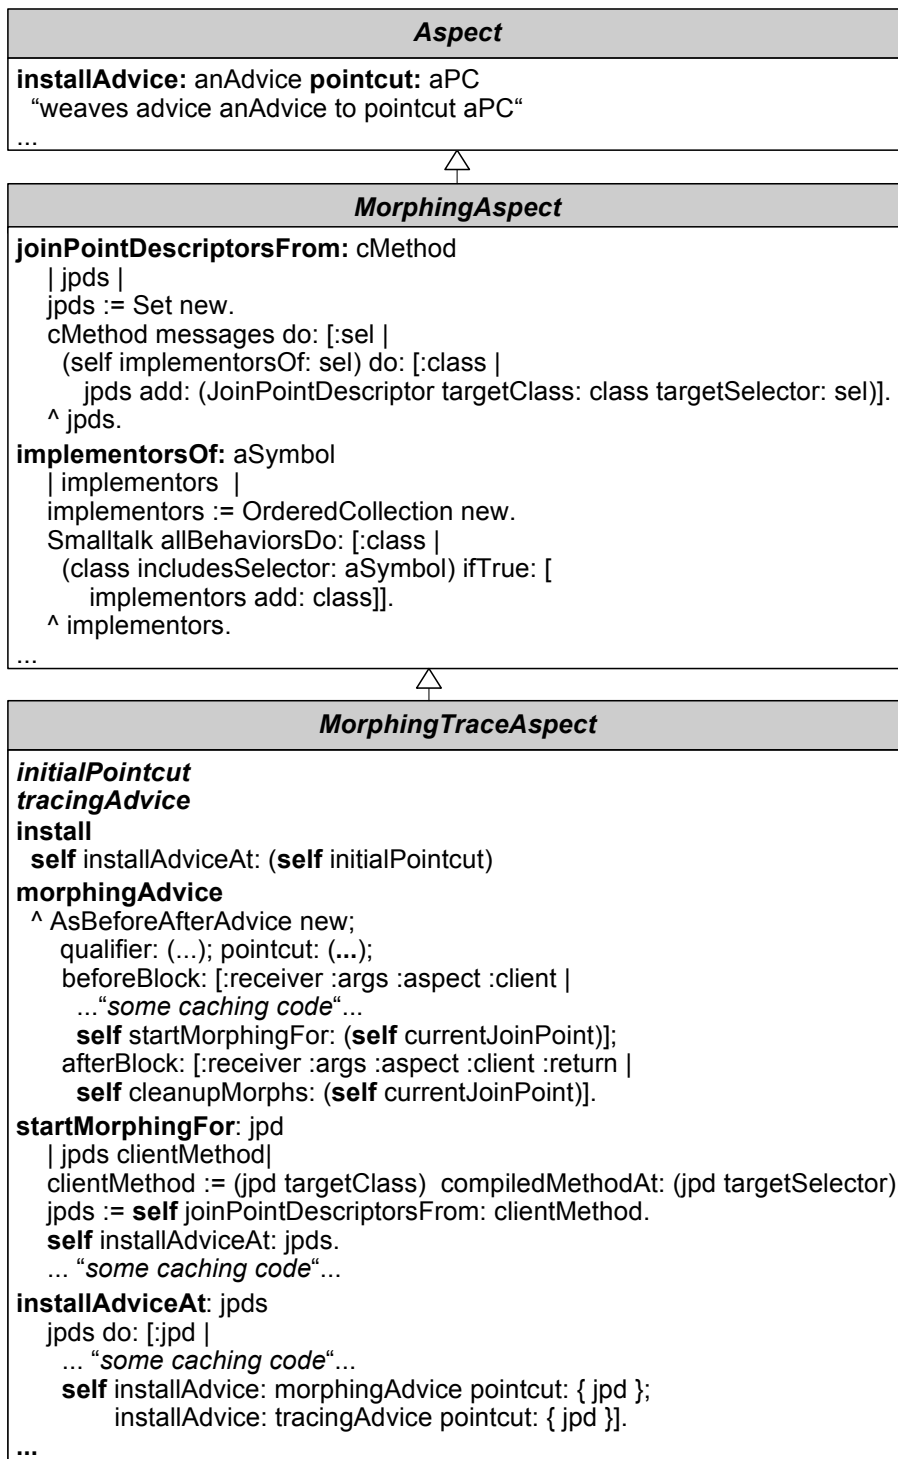 Aspect
installAdvice: anAdvice pointcut: aPC
“weaves advice anAdvice to pointcut aPC“
...
MorphingAspect
joinPointDescriptorsFrom: cMethod
| jpds |
jpds := Set new.
cMethod messages do: [:sel |
(self implementorsOf: sel) do: [:class |
jpds add: (JoinPointDescriptor targetClass: class targetSelector: sel)].
^ jpds.
implementorsOf: aSymbol
| implementors |
implementors := OrderedCollection new.
Smalltalk allBehaviorsDo: [:class |
(class includesSelector: aSymbol) ifTrue: [
implementors add: class]].
^ implementors.
...
MorphingTraceAspect
initialPointcut
tracingAdvice
install
self installAdviceAt: (self initialPointcut)
morphingAdvice
^ AsBeforeAfterAdvice new;
qualifier: (...); pointcut: (...);
beforeBlock: [:receiver :args :aspect :client |
...“some caching code“...
self startMorphingFor: (self currentJoinPoint)];
afterBlock: [:receiver :args :aspect :client :return |
self cleanupMorphs: (self currentJoinPoint)].
startMorphingFor: jpd
| jpds clientMethod|
clientMethod := (jpd targetClass) compiledMethodAt: (jpd targetSelector)
jpds := self joinPointDescriptorsFrom: clientMethod.
self installAdviceAt: jpds.
... “some caching code“...
installAdviceAt: jpds
jpds do: [:jpd |
... “some caching code“...
self installAdvice: morphingAdvice pointcut: { jpd };
installAdvice: tracingAdvice pointcut: { jpd }].
...